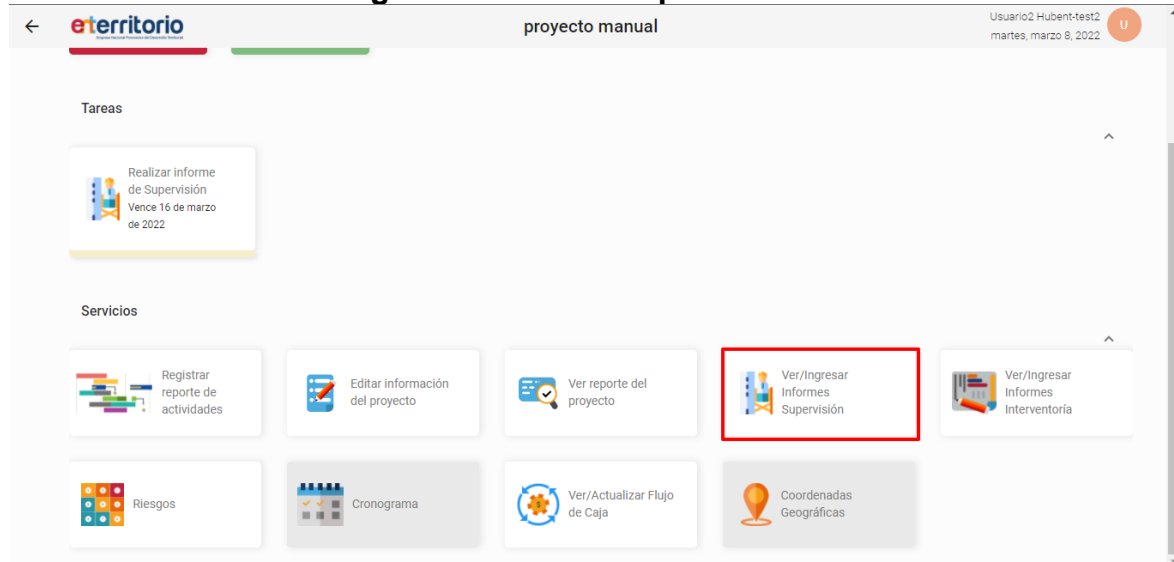 eterritorio
proyecto manual
Usuario2 Hubent-test2
martes, marzo 8, 2022
U
Tareas
Realizar informe
de Supervisión
Vence 16 de marzo
de 2022
Servicios
Registrar
reporte de
actividades
Editar información
del proyecto
Ver reporte del
proyecto
Ver/Ingresar
Informes
Supervisión
Ver/Ingresar
Informes
Interventoría
Riesgos
Cronograma
Ver/Actualizar Flujo
de Caja
Coordenadas
Geográficas